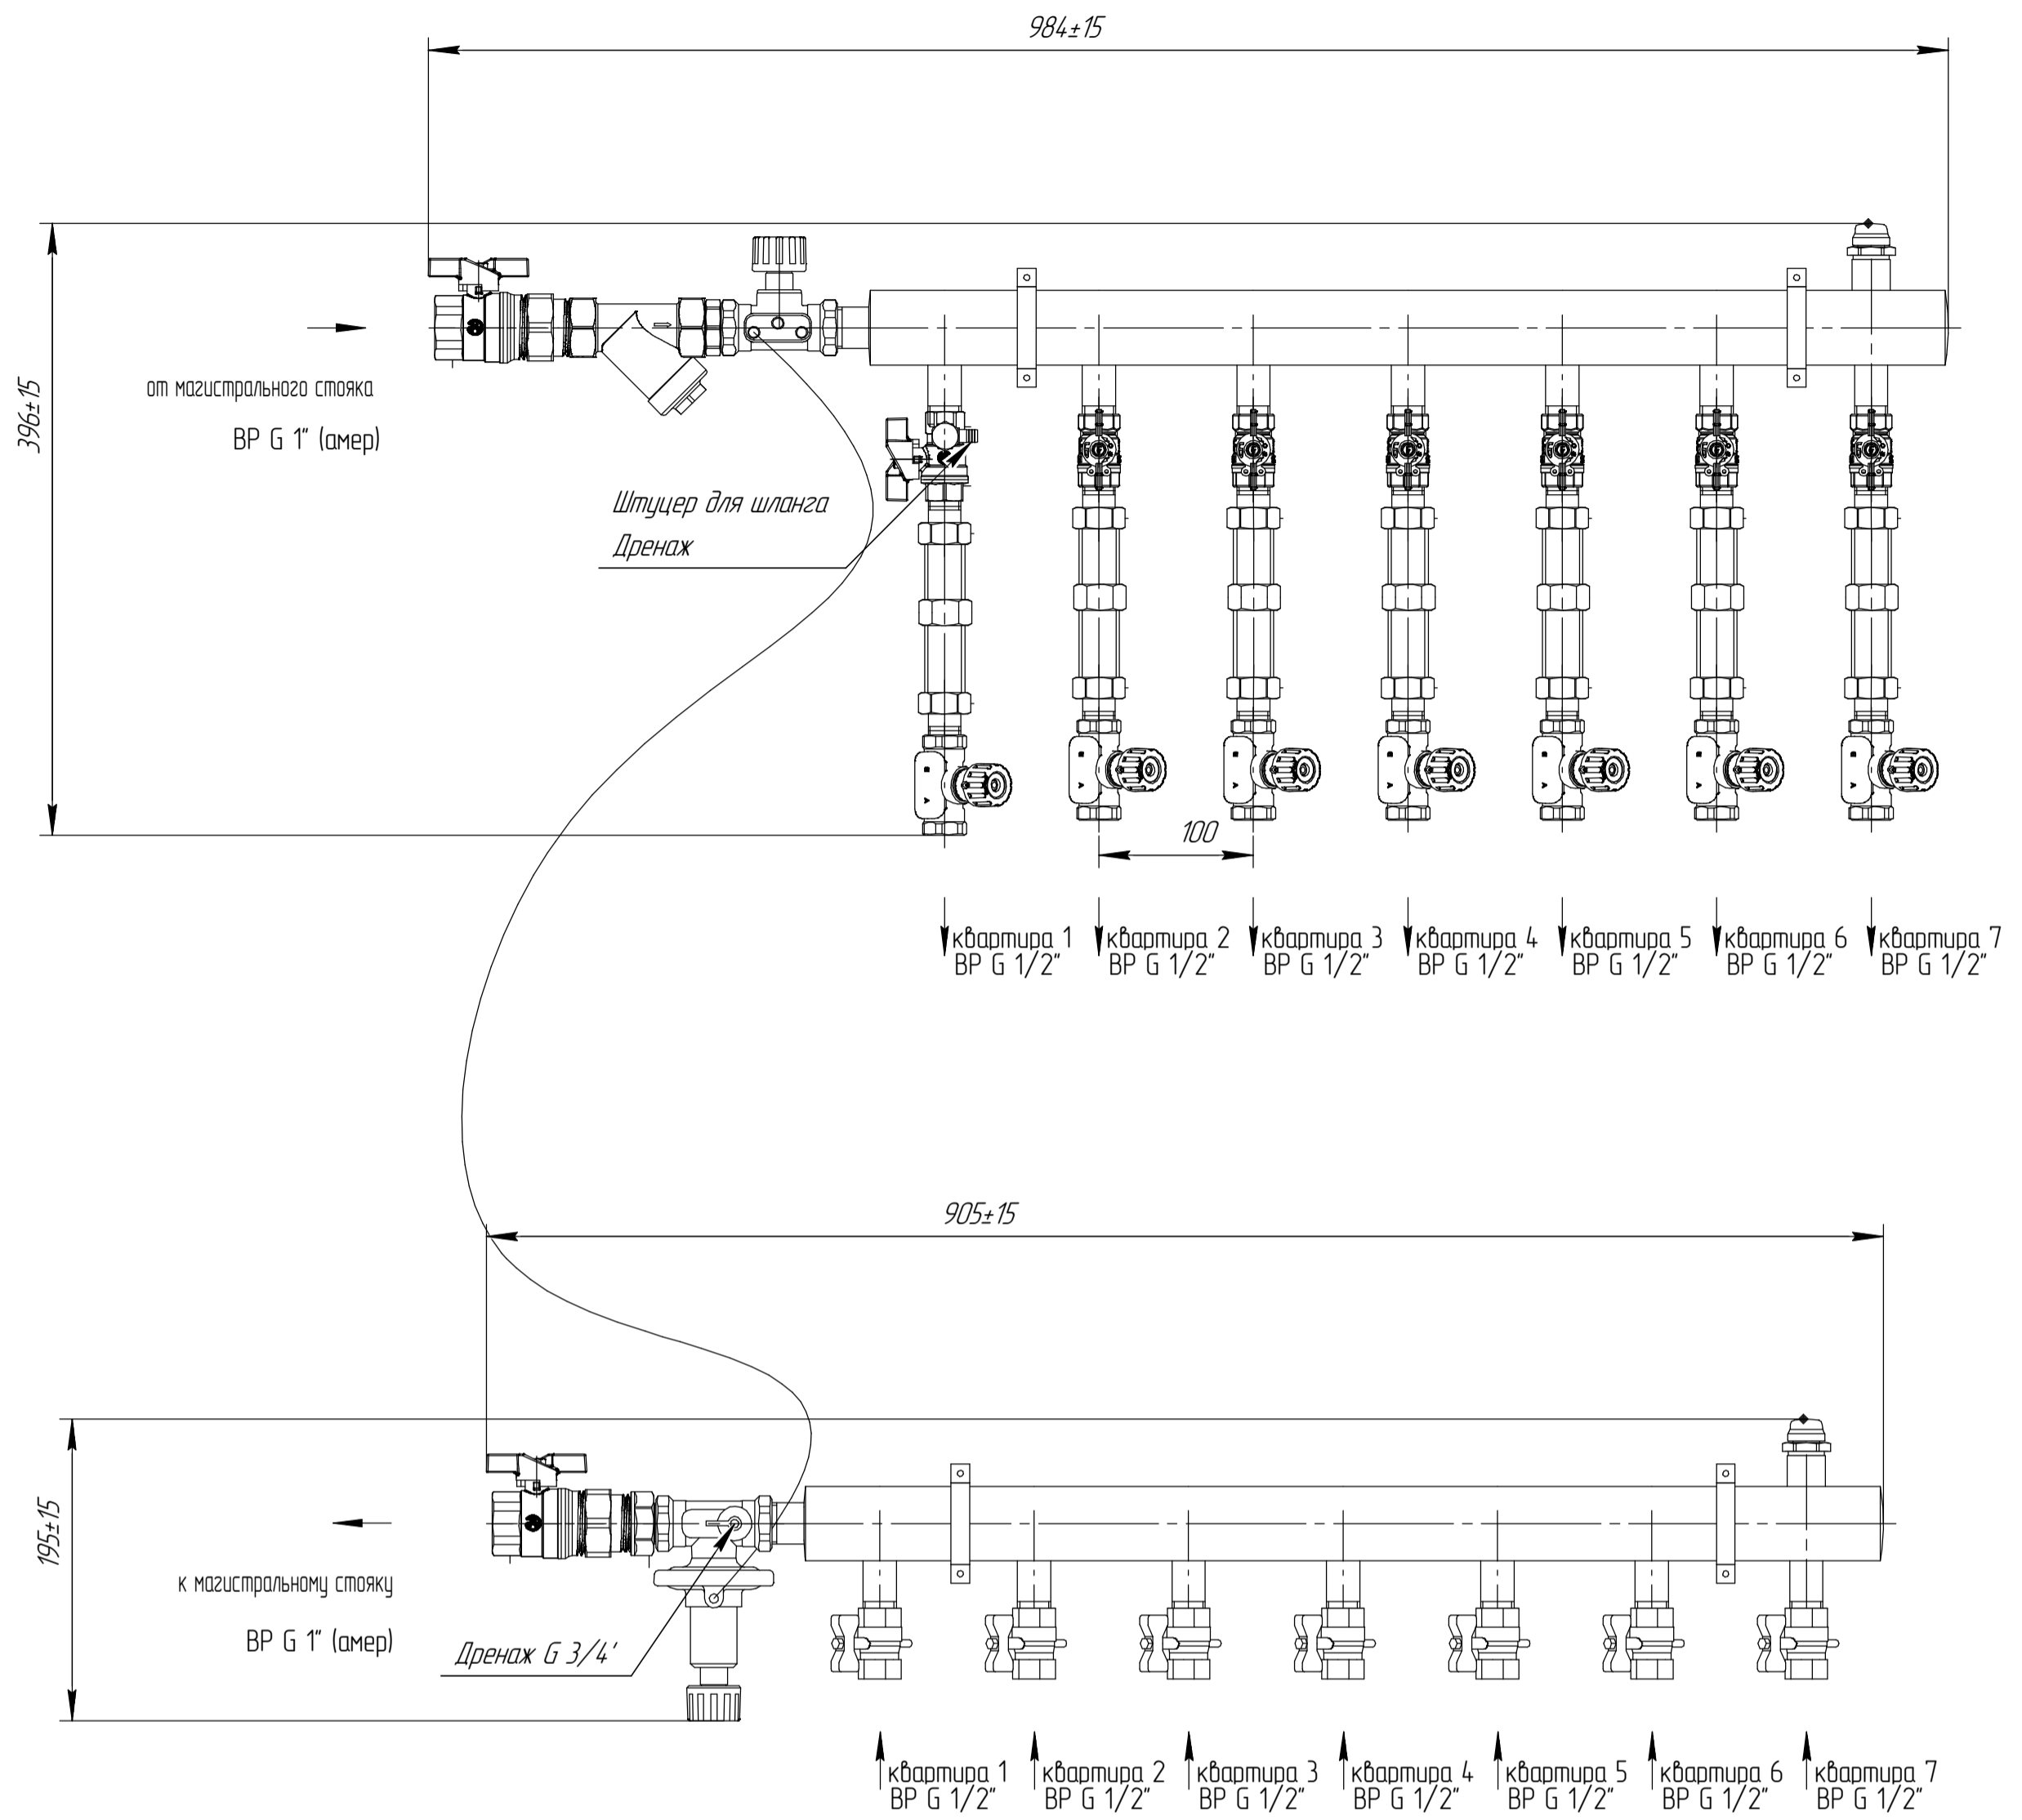 984±15
396±15
от магистрального стояка
ВР G 1" (амер)
Штуцер для шланга
Дренаж
100
квартира 1
ВР G 1/2"
квартира 2
ВР G 1/2"
квартира 3
ВР G 1/2"
квартира 4
ВР G 1/2"
квартира 5
ВР G 1/2"
квартира 6
ВР G 1/2"
квартира 7
ВР G 1/2"
905±15
195±15
к магистральному стояку
ВР G 1" (амер)
Дренаж G 3/4'
квартира 1
ВР G 1/2"
квартира 2
ВР G 1/2"
квартира 3
ВР G 1/2"
квартира 4
ВР G 1/2"
квартира 5
ВР G 1/2"
квартира 6
ВР G 1/2"
квартира 7
ВР G 1/2"